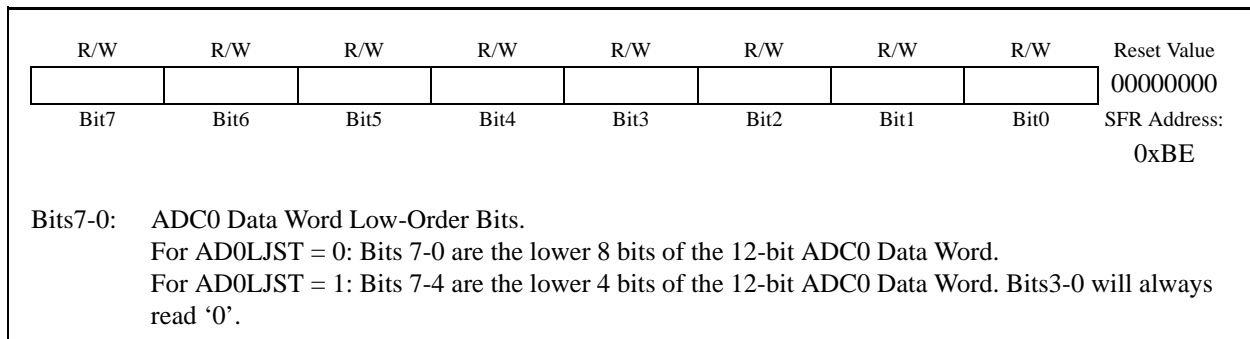 R/W R/W R/W R/W R/W R/W R/W R/W Reset Value
00000000
Bit7 Bit6 Bit5 Bit4 Bit3 Bit2 Bit1 Bit0 SFR Address:
0xBE
Bits7-0: ADC0 Data Word Low-Order Bits.
For AD0LJST = 0: Bits 7-0 are the lower 8 bits of the 12-bit ADC0 Data Word.
For AD0LJST = 1: Bits 7-4 are the lower 4 bits of the 12-bit ADC0 Data Word. Bits3-0 will always
read ‘0’.